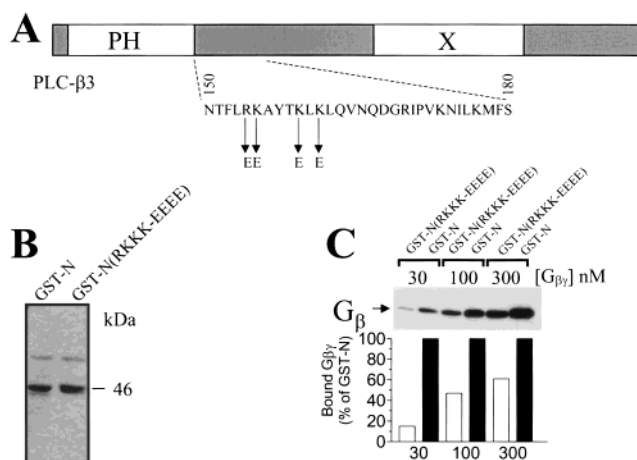 A
PH
X
PLC-β3
150
180
NTFLRKAYTKLKLQVNQDGRIPVKNILKMFS
EE E E
B
GST-N
GST-N(RKKK-EEEE)
kDa
46
C
GST-N(RKKK-EEEE)
GST-N
GST-N(RKKK-EEEE)
GST-N
GST-N(RKKK-EEEE)
GST-N
30 100 300 [Gβγ] nM
Gβ
Bound Gβγ
(% of GST-N)
100
80
60
40
20
0
30 100 300